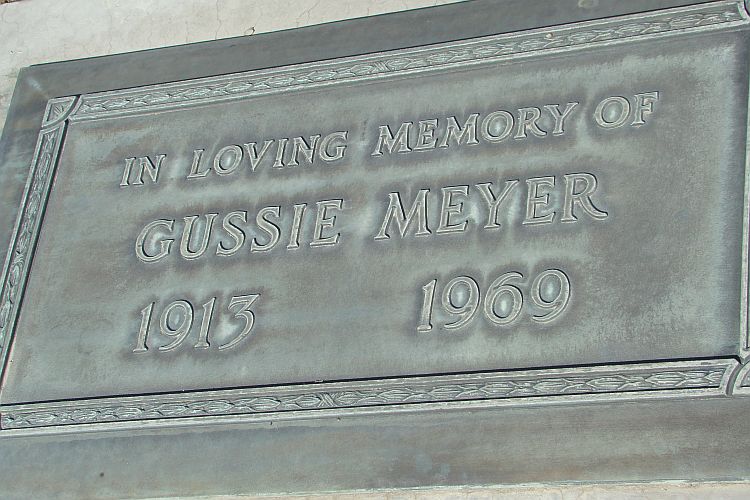 IN LOVING MEMORY OF
GUSSIE MEYER
1913 1969